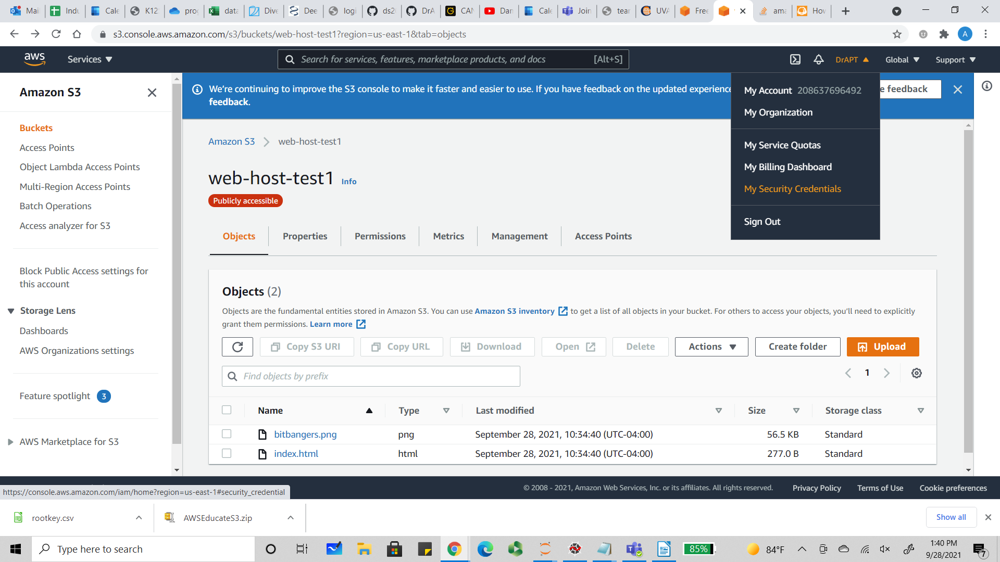 Mai
Indu
Cale
K12
pro
data
Dive
Dee
logi
ds2
DrA
CAN
Dan
Cale
Join
tear
UVA
Free
ama
How
s3.console.aws.amazon.com/s3/buckets/web-host-test1?region=us-east-1&tab=objects
A
aws
Services
Search for services, features, marketplace products, and docs [Alt+S]
DrAPT
Global
Support
Amazon S3
Buckets
Access Points
Object Lambda Access Points
Multi-Region Access Points
Batch Operations
Access analyzer for S3
Block Public Access settings for
this account
Storage Lens
Dashboards
AWS Organizations settings
Feature spotlight 3
AWS Marketplace for S3
We're continuing to improve the S3 console to make it faster and easier to use. If you have feedback on the updated experience
feedback.
e feedback
My Account 208637696492
My Organization
My Service Quotas
My Billing Dashboard
My Security Credentials
Sign Out
Amazon S3 > web-host-test1
web-host-test1 Info
Publicly accessible
Objects
Properties
Permissions
Metrics
Management
Access Points
Objects (2)
Objects are the fundamental entities stored in Amazon S3. You can use Amazon S3 inventory to get a list of all objects in your bucket. For others to access your objects, you'll need to explicitly
grant them permissions. Learn more
Copy S3 URI
Copy URL
Download
Open
Delete
Actions
Create folder
Upload
Find objects by prefix
1
Name Type Last modified Size Storage class
bitbangers.png png September 28, 2021, 10:34:40 (UTC-04:00) 56.5 KB Standard
index.html html September 28, 2021, 10:34:40 (UTC-04:00) 277.0 B Standard
https://console.aws.amazon.com/iam/home?region=us-east-1#security_credential
© 2008 - 2021, Amazon Web Services, Inc. or its affiliates. All rights reserved.
Privacy Policy
Terms of Use
Cookie preferences
rootkey.csv
AWSEducateS3.zip
Show all
Type here to search
85%
84°F
1:40 PM
9/28/2021
7